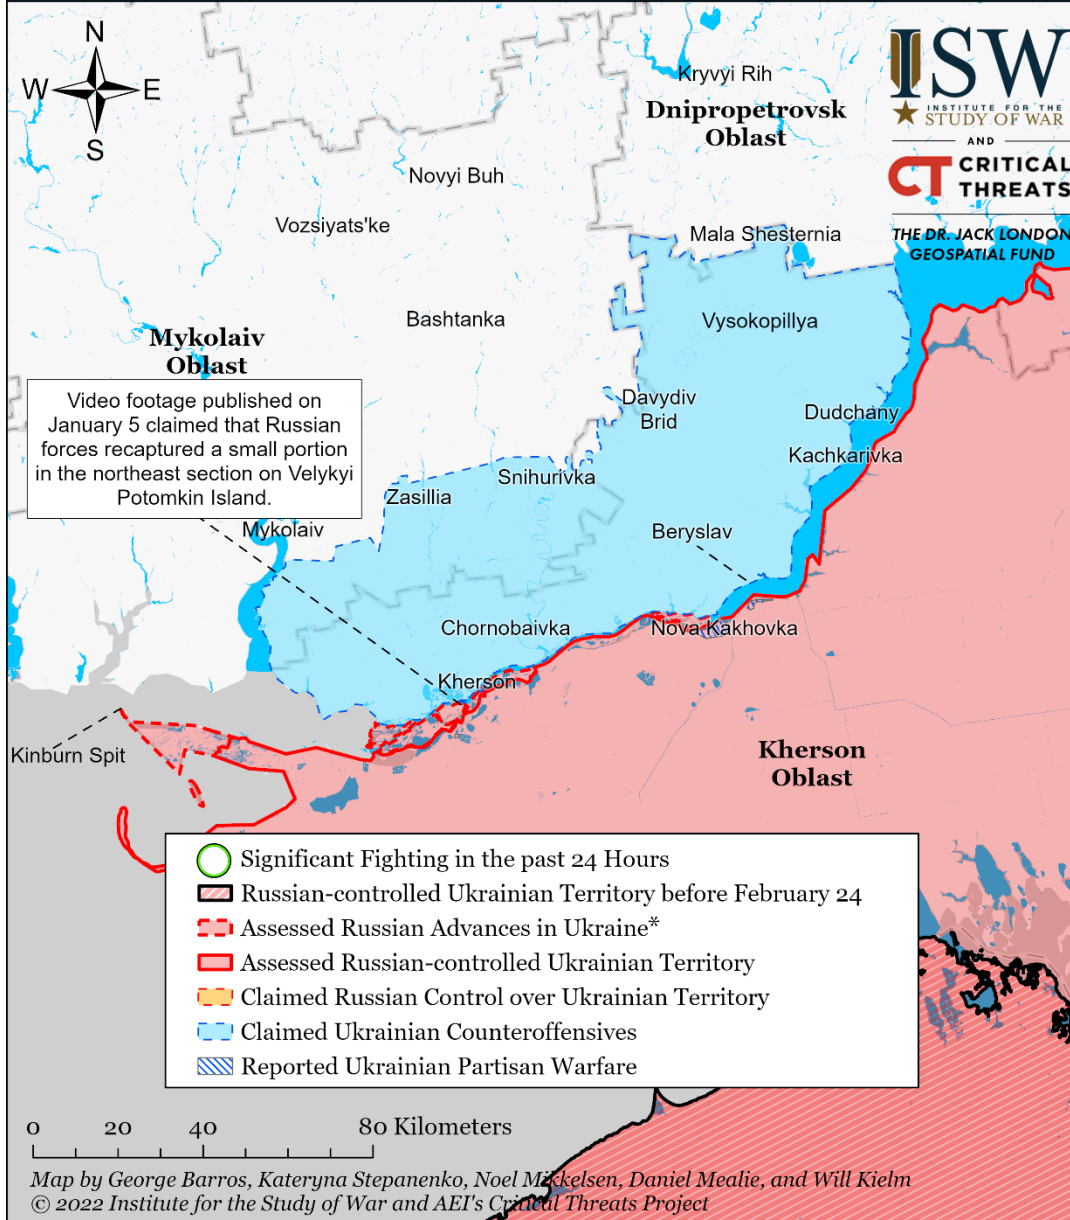 N
W E
S
ISW
INSTITUTE FOR THE
STUDY OF WAR
AND
CT CRITICAL
THREATS
THE DR. JACK LONDON
GEOSPATIAL FUND
Kryvyi Rih
Dnipropetrovsk
Oblast
Novyi Buh
Vozsiyats'ke
Mala Shesternia
Bashtanka
Vysokopillya
Mykolaiv
Oblast
Video footage published on
January 5 claimed that Russian
forces recaptured a small portion
in the northeast section on Velykyi
Potomkin Island.
Davydiv
Brid
Dudchany
Kachkarivka
Snihurivka
Zasillia
Mykolaiv
Beryslav
Chornobaivka
Nova Kakhovka
Kherson
Kinburn Spit
Kherson
Oblast
Significant Fighting in the past 24 Hours
Russian-controlled Ukrainian Territory before February 24
Assessed Russian Advances in Ukraine*
Assessed Russian-controlled Ukrainian Territory
Claimed Russian Control over Ukrainian Territory
Claimed Ukrainian Counteroffensives
Reported Ukrainian Partisan Warfare
0 20 40 80 Kilometers
Map by George Barros, Kateryna Stepanenko, Noel Mikkelsen, Daniel Mealie, and Will Kielm
© 2022 Institute for the Study of War and AEI's Critical Threats Project